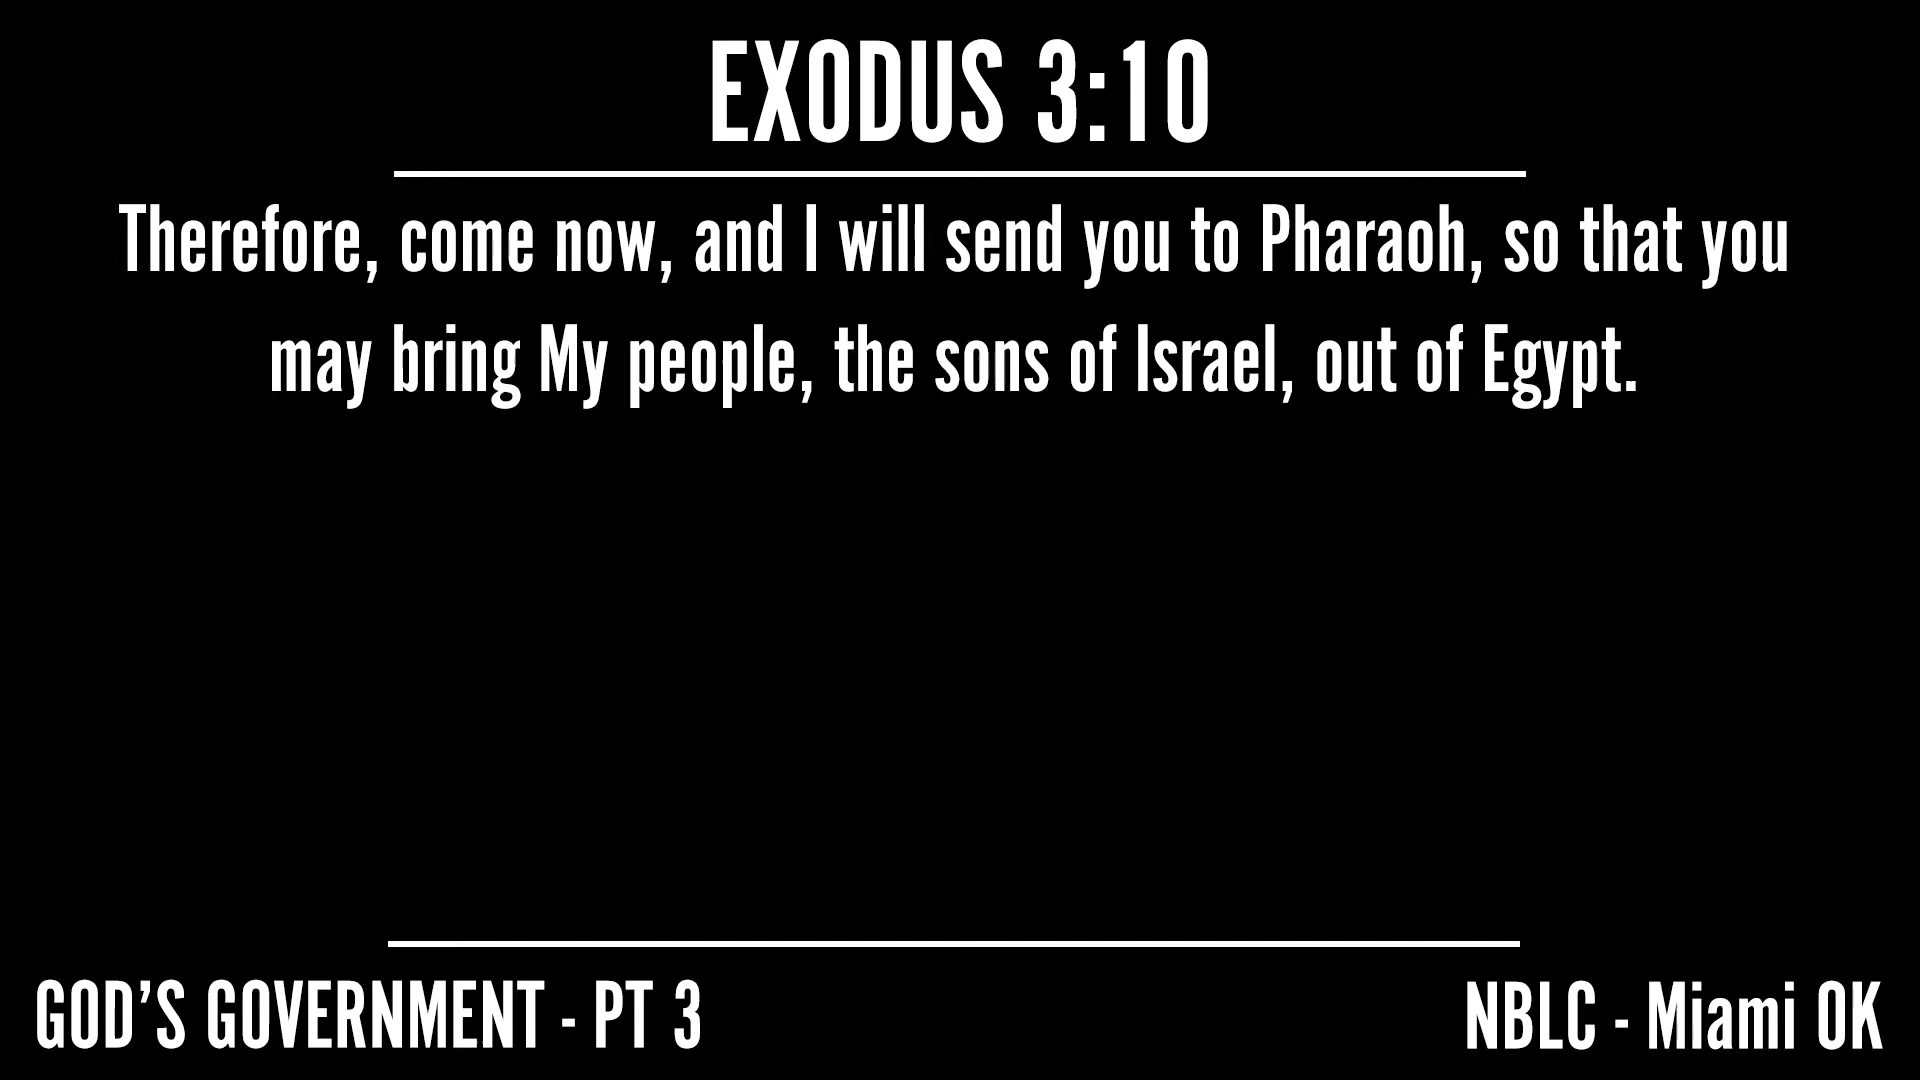 EXODUS 3:10
Therefore, come now, and I will send you to Pharaoh, so that you
may bring My people, the sons of Israel, out of Egypt.
GOD’S GOVERNMENT - PT 3
NBLC - Miami OK